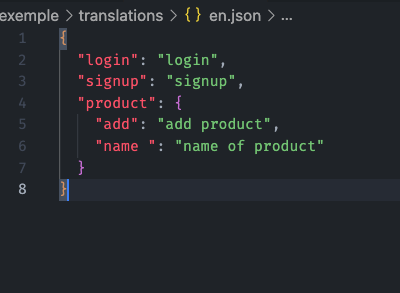 exemple > translations > {} en.json > ...
1 {
2   "login": "login",
3   "signup": "signup",
4   "product": {
5     "add": "add product",
6     "name ": "name of product"
7   }
8 }